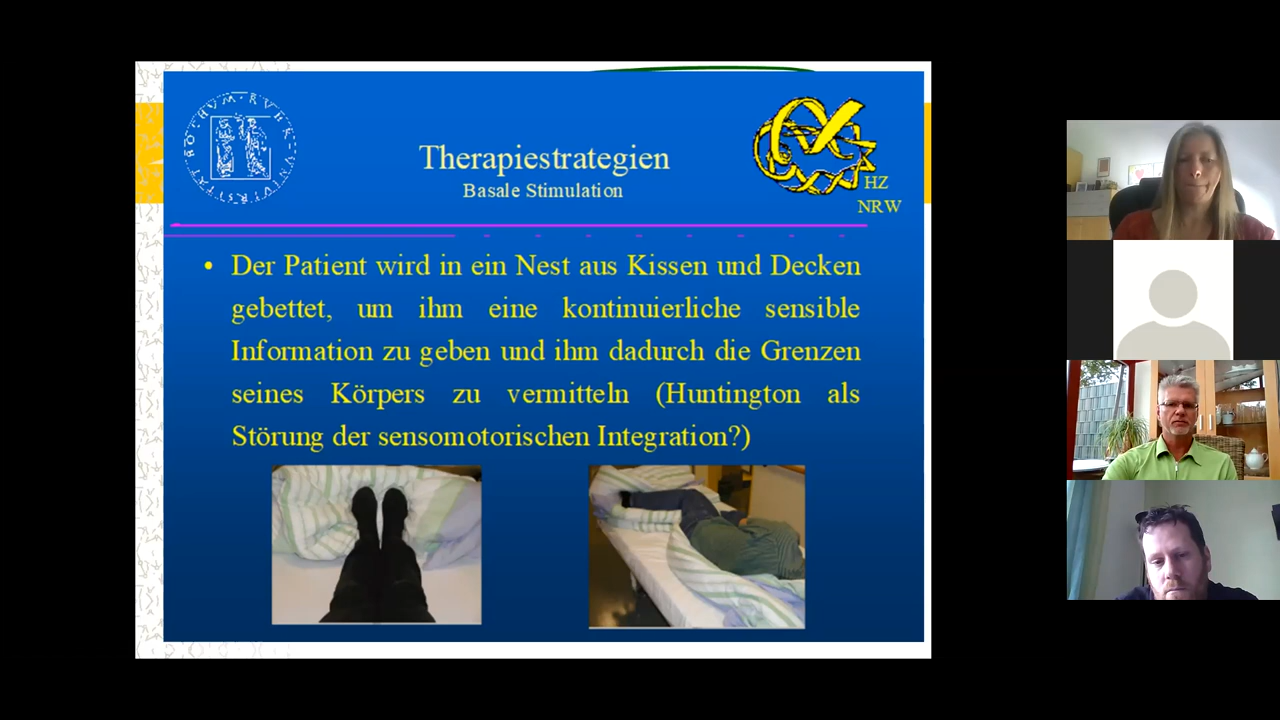 Therapiestrategien
Basale Stimulation
HZ
NRW
• Der Patient wird in ein Nest aus Kissen und Decken
gebettet, um ihm eine kontinuierliche sensible
Information zu geben und ihm dadurch die Grenzen
seines Körpers zu vermitteln (Huntington als
Störung der sensomotorischen Integration?)